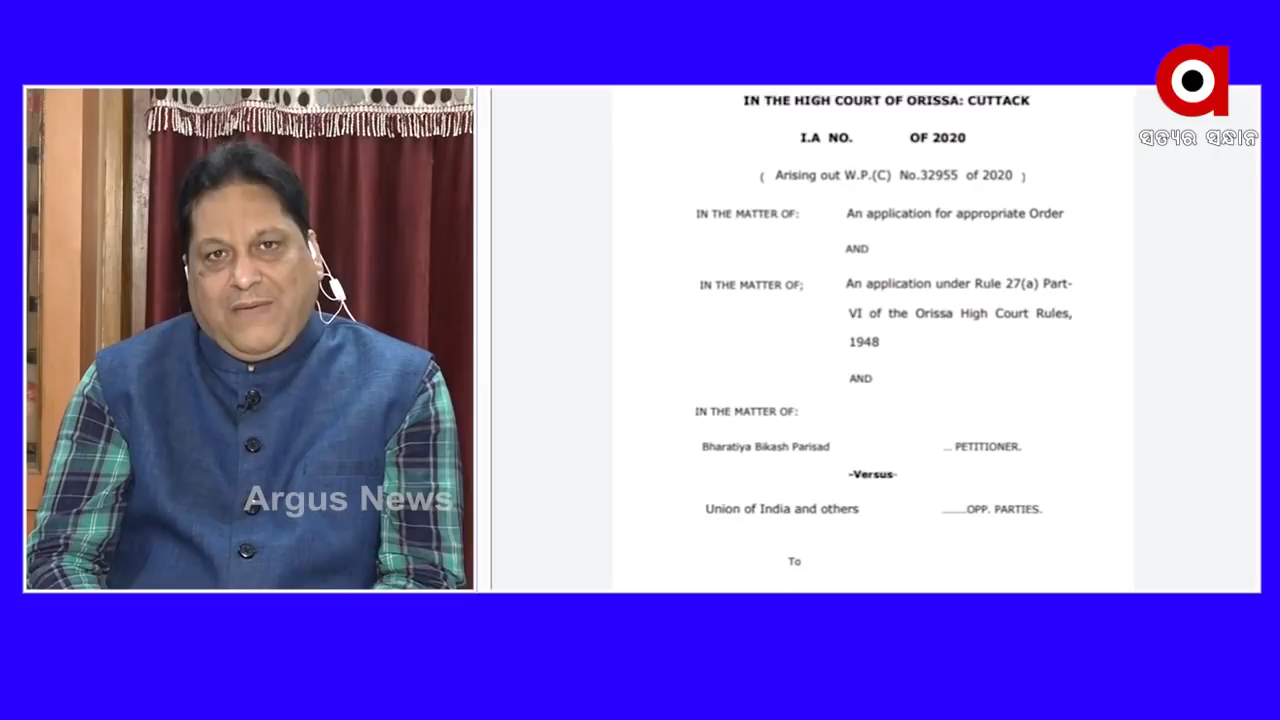 ସତ୍ୟର ସନ୍ଧାନ
Argus News
IN THE HIGH COURT OF ORISSA: CUTTACK
I.A NO. OF 2020
( Arising out W.P.(C) No.32955 of 2020 )
IN THE MATTER OF: An application for appropriate Order
AND
IN THE MATTER OF; An application under Rule 27(a) Part-
VI of the Orissa High Court Rules,
1948
AND
IN THE MATTER OF:
Bharatiya Bikash Parisad ... PETITIONER.
-Versus-
Union of India and others ........OPP. PARTIES.
To